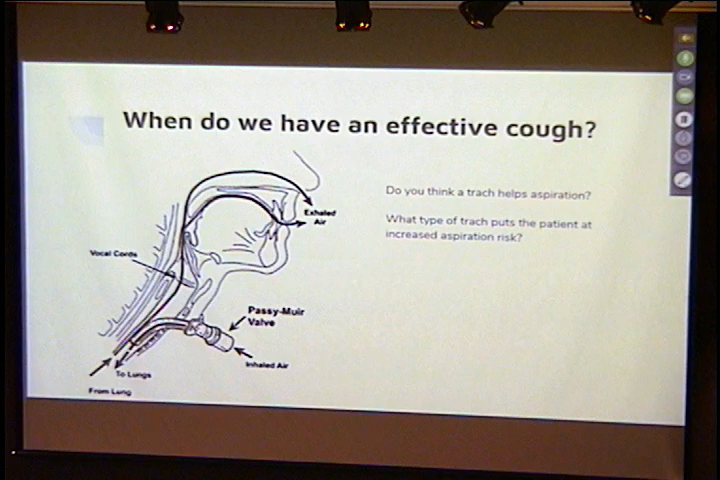 When do we have an effective cough?
Do you think a trach helps aspiration?
What type of trach puts the patient at
increased aspiration risk?
Exhaled
Air
Vocal Cords
Passy-Muir
Valve
Inhaled Air
To Lungs
From Lung